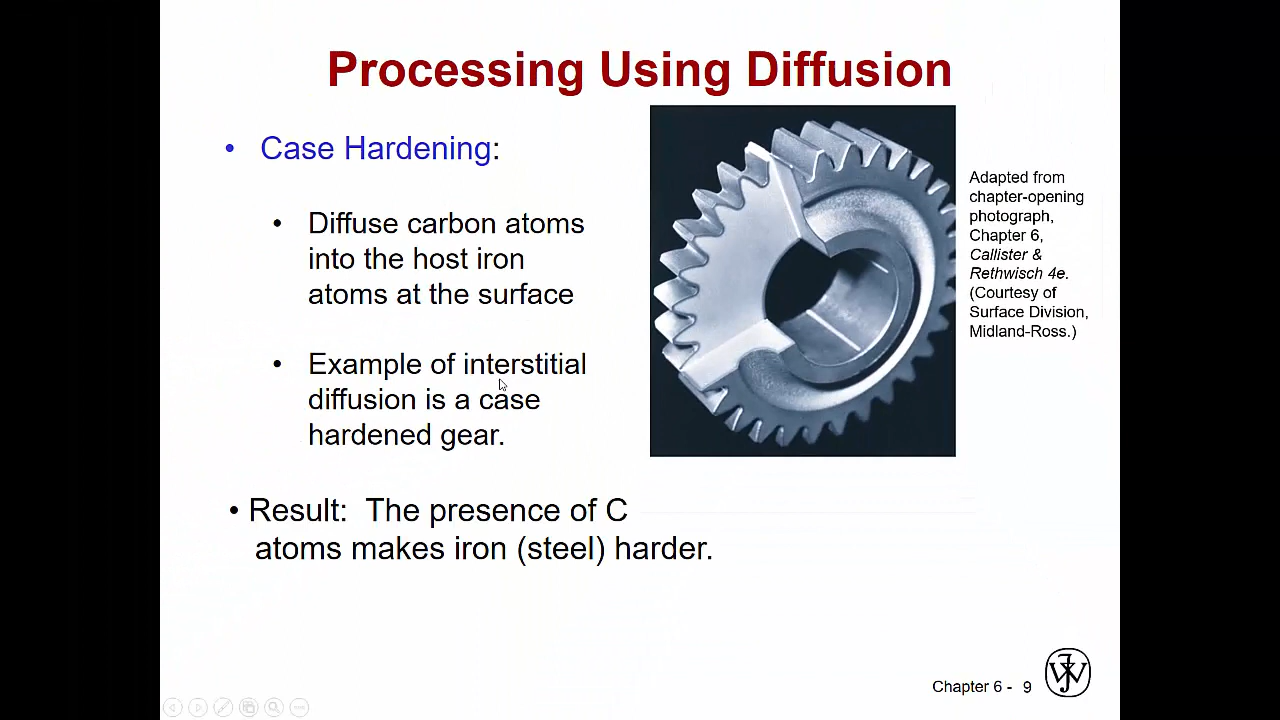 Processing Using Diffusion
• Case Hardening:
• Diffuse carbon atoms
into the host iron
atoms at the surface
• Example of interstitial
diffusion is a case
hardened gear.
• Result: The presence of C
atoms makes iron (steel) harder.
Adapted from
chapter-opening
photograph,
Chapter 6,
Callister &
Rethwisch 4e.
(Courtesy of
Surface Division,
Midland-Ross.)
Chapter 6 - 9